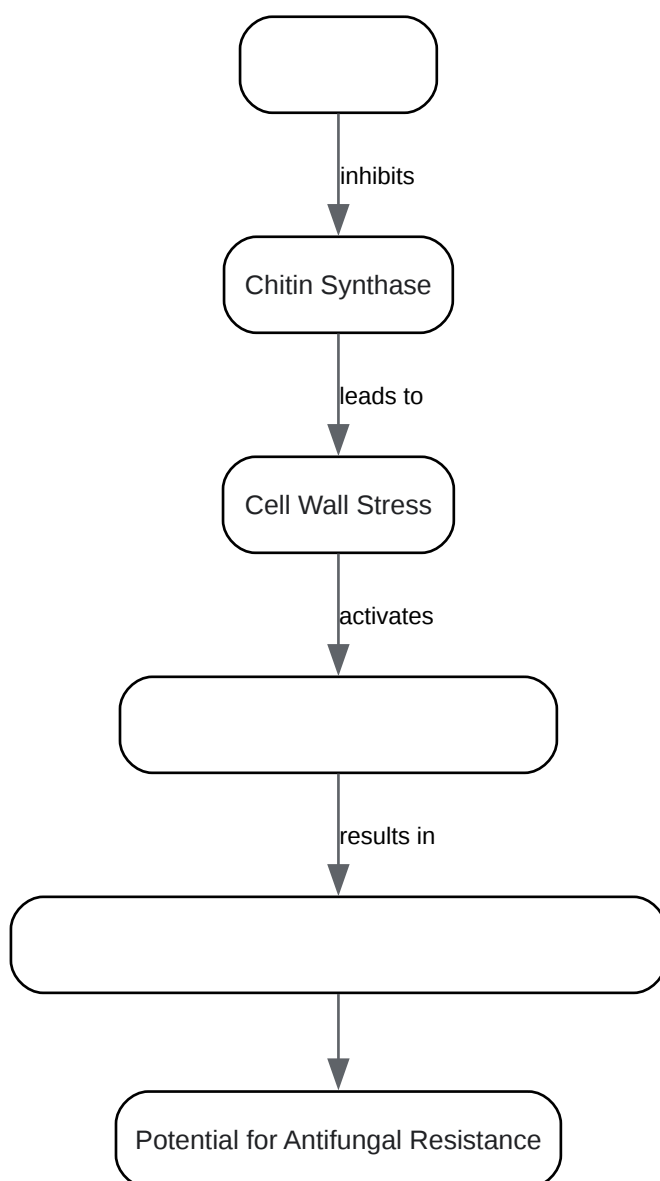 inhibits
Chitin Synthase
leads to
Cell Wall Stress
activates
results in
Potential for Antifungal Resistance